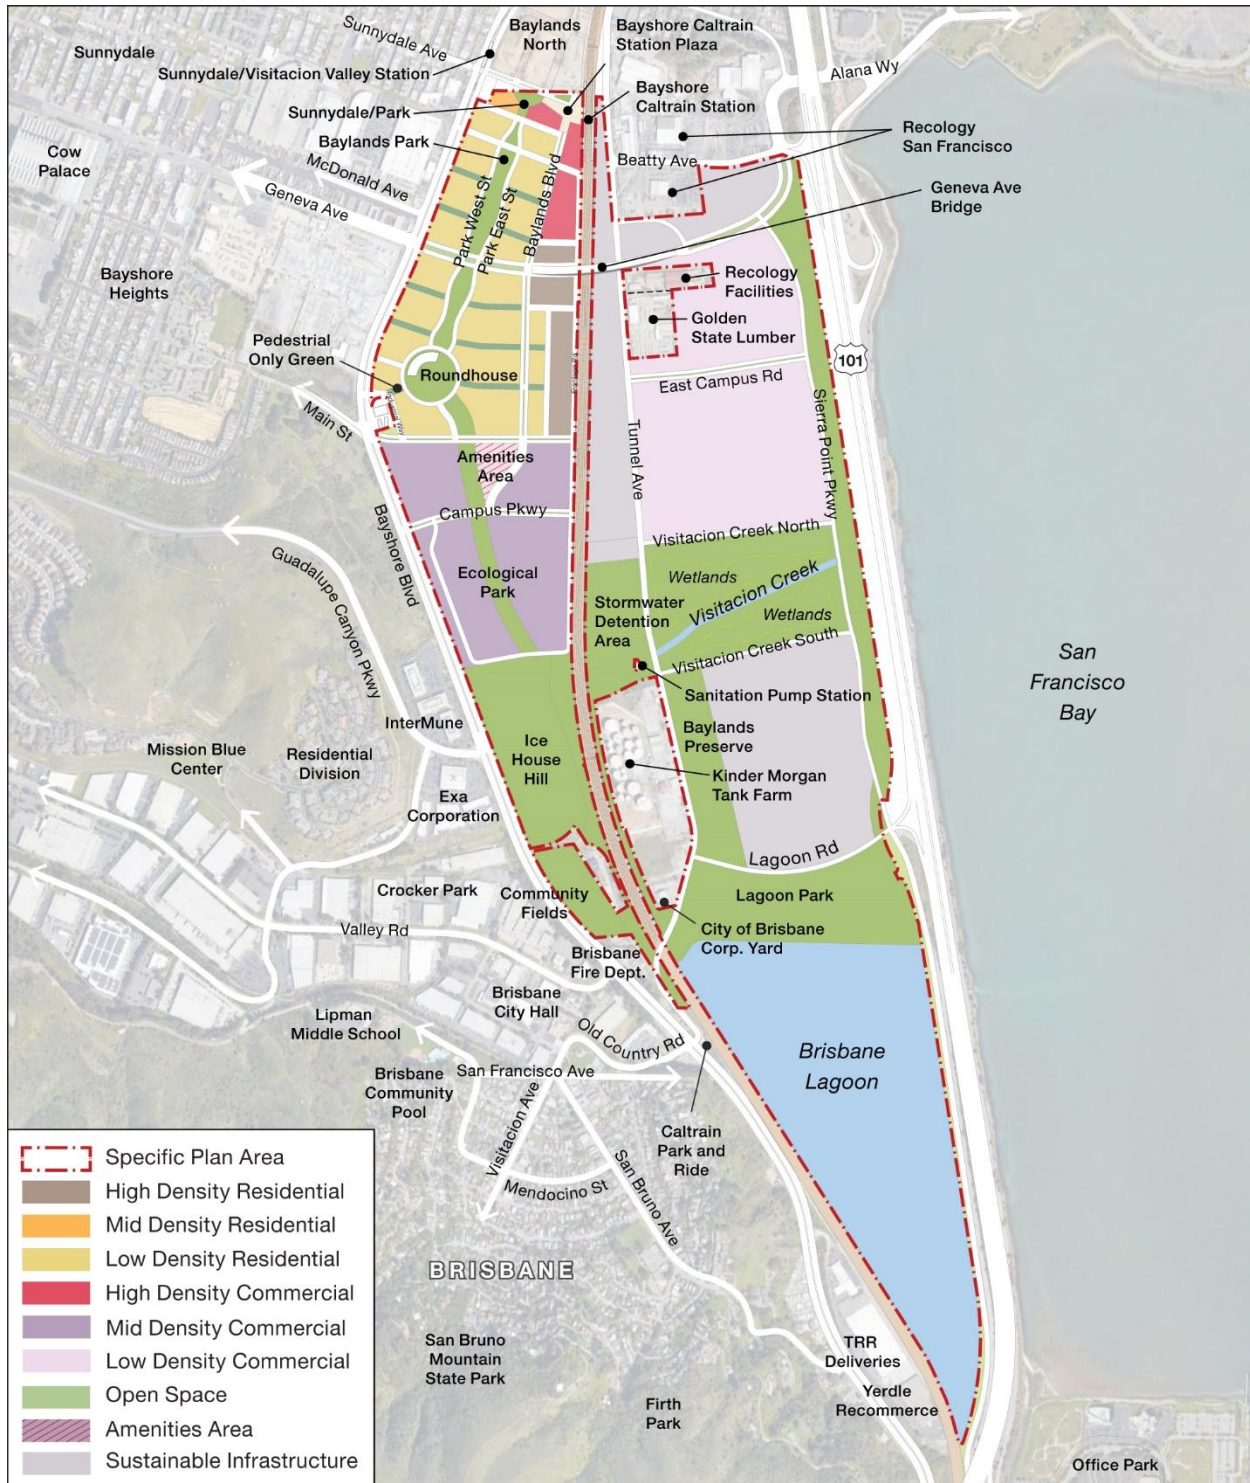 Sunnydale Ave
Baylands
North
Bayshore Caltrain
Station Plaza
Sunnydale
Sunnydale/Visitacion Valley Station
Alana Wy
Bayshore
Caltrain Station
Sunnydale/Park
Recology
San Francisco
Baylands Park
Cow
Palace
McDonald Ave
Beatty Ave
Geneva Ave
Geneva Ave
Bridge
Park West St
Park East St
Baylands Blvd
Bayshore
Heights
Recology
Facilities
Golden
State Lumber
Pedestrial
Only Green
101
Roundhouse
East Campus Rd
Industrial Way
Main St
Sierra Point Pkwy
Tunnel Ave
Amenities
Area
Campus Pkwy
Bayshore Blvd
Visitacion Creek North
Guadalupe Canyon Pkwy
Ecological
Park
Wetlands
Visitacion Creek
Stormwater
Detention
Area
Wetlands
Visitacion Creek South
San
Francisco
Bay
Sanitation Pump Station
InterMune
Baylands
Preserve
Mission Blue
Center
Residential
Division
Ice
House
Hill
Kinder Morgan
Tank Farm
Exa
Corporation
Lagoon Rd
Crocker Park
Community
Fields
Lagoon Park
Valley Rd
City of Brisbane
Corp. Yard
Brisbane
Fire Dept.
Brisbane
City Hall
Lipman
Middle School
Old Country Rd
Brisbane
Lagoon
San Francisco Ave
Brisbane
Community
Pool
Visitacion Ave
Caltrain
Park and
Ride
Mendocino St
San Bruno Ave
BRISBANE
San Bruno
Mountain
State Park
TRR
Deliveries
Yerdle
Recommerce
Firth
Park
Office Park
Specific Plan Area
High Density Residential
Mid Density Residential
Low Density Residential
High Density Commercial
Mid Density Commercial
Low Density Commercial
Open Space
Amenities Area
Sustainable Infrastructure